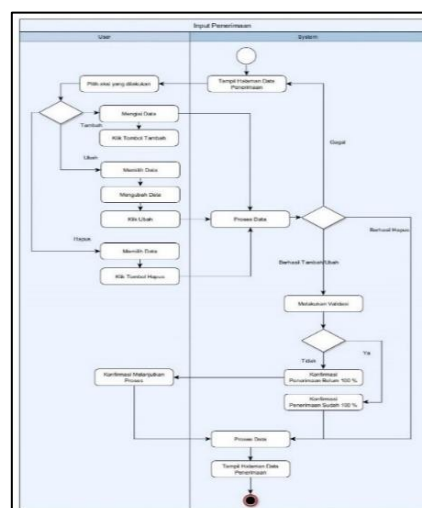 Input Penerimaan
User
System
Tampil Halaman Data
Penerimaan
Pilih aksi yang dilakukan
Mengisi Data
Tambah
Klik Tombol Tambah
Gagal
Ubah
Memilih Data
Mengubah Data
Klik Ubah
Proses Data
Berhasil Hapus
Hapus
Memilih Data
Berhasil Tambah/Ubah
Klik Tombol Hapus
Melakukan Validasi
Ya
Tidak
Konfirmasi Melanjutkan
Proses
Konfirmasi
Penerimaan Belum 100 %
Konfirmasi
Penerimaan Sudah 100 %
Proses Data
Tampil Halaman Data
Penerimaan